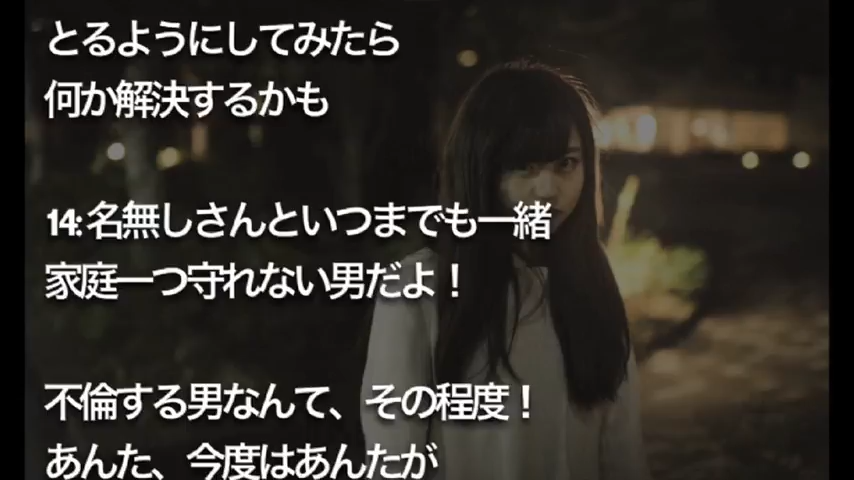 とるようにしてみたら
何か解決するかも
14: 名無しさんといつまでも一緒
家庭一つ守れない男だよ！
不倫する男なんて、その程度！
あんた、今度はあんたが